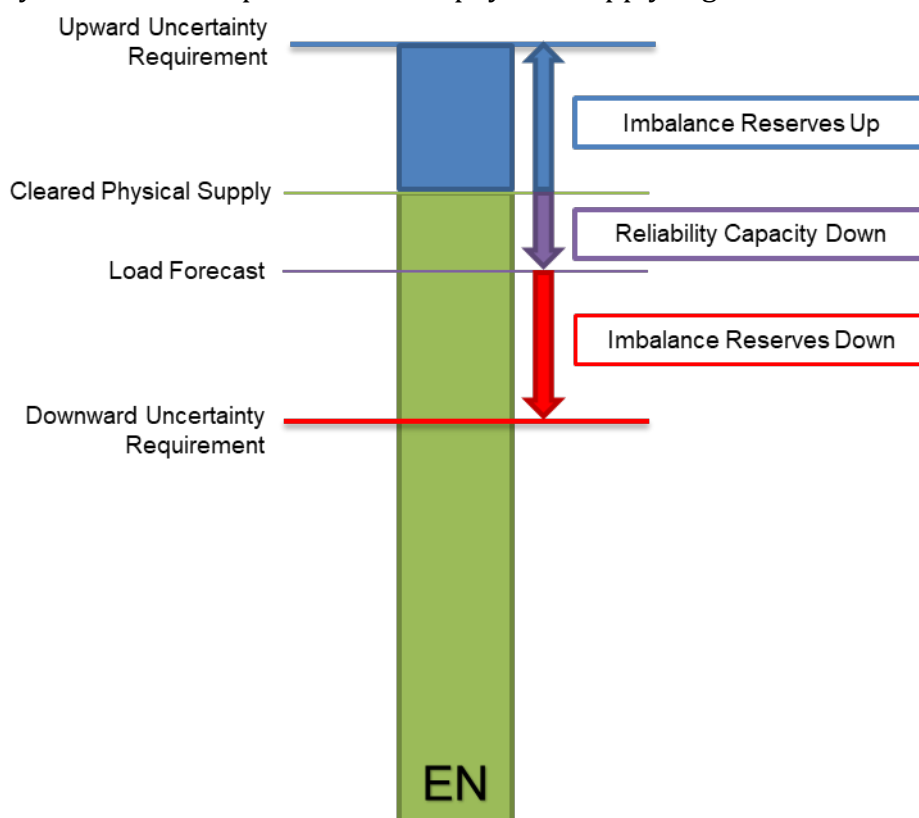 Upward Uncertainty
Requirement
Imbalance Reserves Up
Cleared Physical Supply
Reliability Capacity Down
Load Forecast
Imbalance Reserves Down
Downward Uncertainty
Requirement
EN